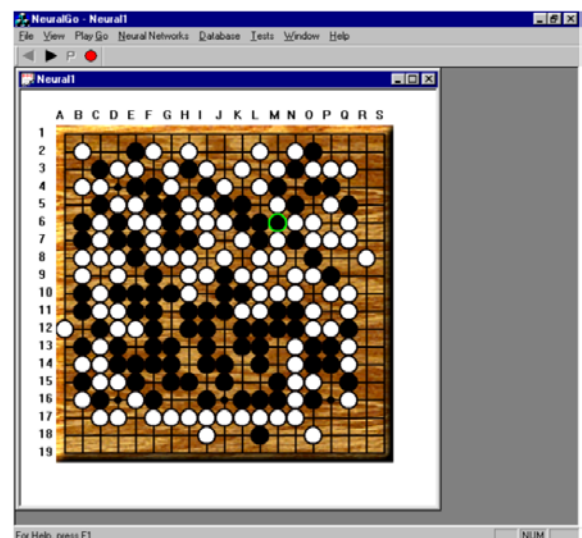 NeuralGo - Neural1
File View Play Go Neural Networks Database Tests Window Help
P
Neural1
A B C D E F G H I J K L M N O P Q R S
1
2
3
4
5
6
7
8
9
10
11
12
13
14
15
16
17
18
19
For Help, press F1
NUM